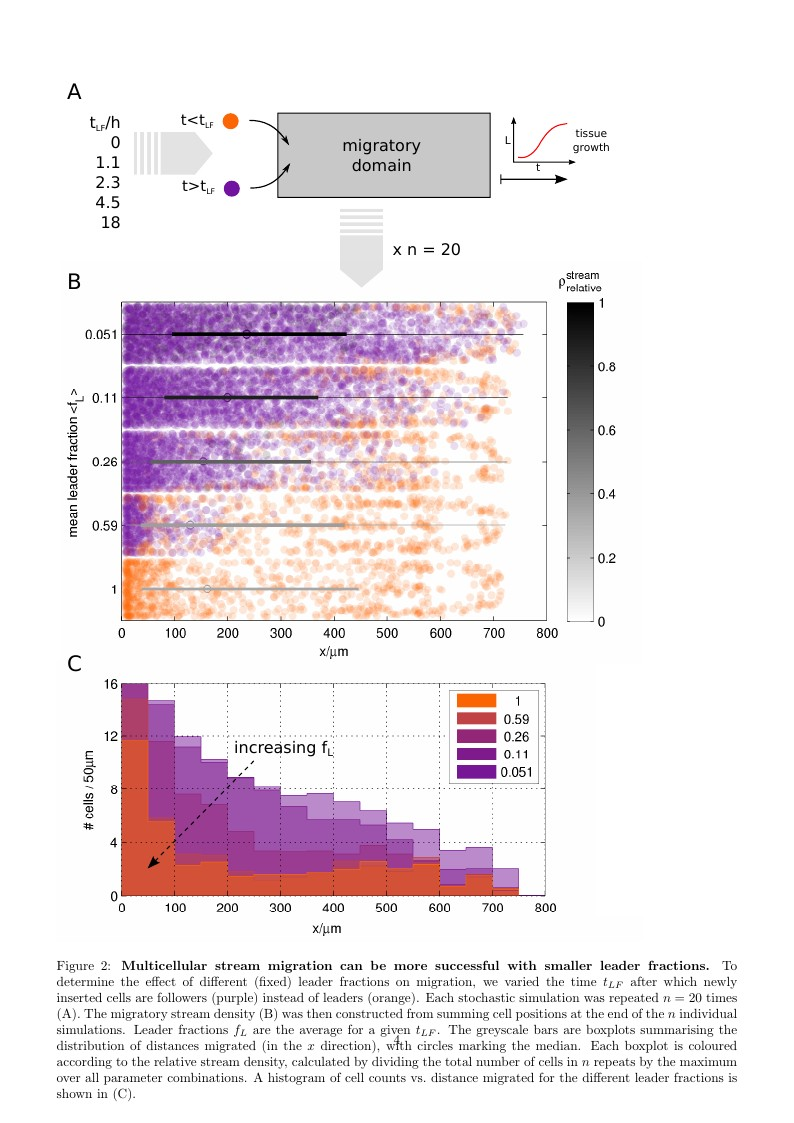 A
t_LF/h
0
1.1
2.3
4.5
18
t<t_LF
t>t_LF
migratory
domain
L
t
tissue
growth
x n = 20
B
ρ^stream_relative
mean leader fraction <f_L>
0.051
0.11
0.26
0.59
1
0 100 200 300 400 500 600 700 800
x/μm
1
0.8
0.6
0.4
0.2
0
C
# cells / 50μm
16
12
8
4
0
increasing f_L
1
0.59
0.26
0.11
0.051
0 100 200 300 400 500 600 700 800
x/μm
Figure 2: Multicellular stream migration can be more successful with smaller leader fractions. To
determine the effect of different (fixed) leader fractions on migration, we varied the time t_LF after which newly
inserted cells are followers (purple) instead of leaders (orange). Each stochastic simulation was repeated n = 20 times
(A). The migratory stream density (B) was then constructed from summing cell positions at the end of the n individual
simulations. Leader fractions f_L are the average for a given t_LF. The greyscale bars are boxplots summarising the
4
distribution of distances migrated (in the x direction), with circles marking the median. Each boxplot is coloured
according to the relative stream density, calculated by dividing the total number of cells in n repeats by the maximum
over all parameter combinations. A histogram of cell counts vs. distance migrated for the different leader fractions is
shown in (C).